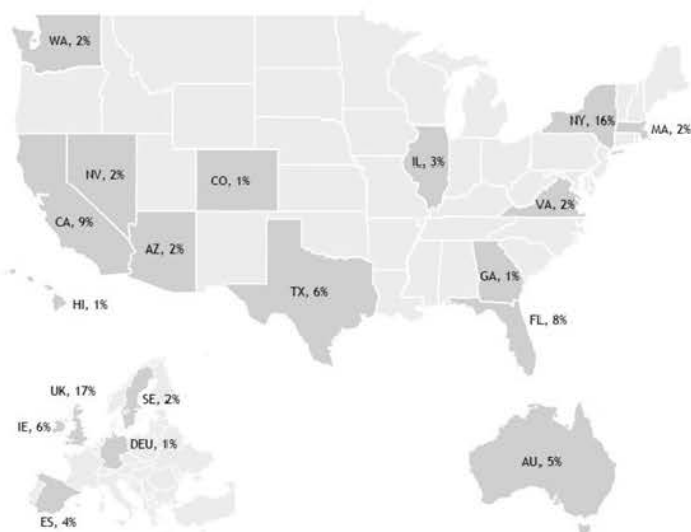 WA, 2%
NY, 16%
MA, 2%
IL, 3%
NV, 2%
CO, 1%
VA, 2%
CA, 9%
AZ, 2%
GA, 1%
TX, 6%
HI, 1%
FL, 8%
UK, 17%
SE, 2%
IE, 6%
DEU, 1%
AU, 5%
ES, 4%